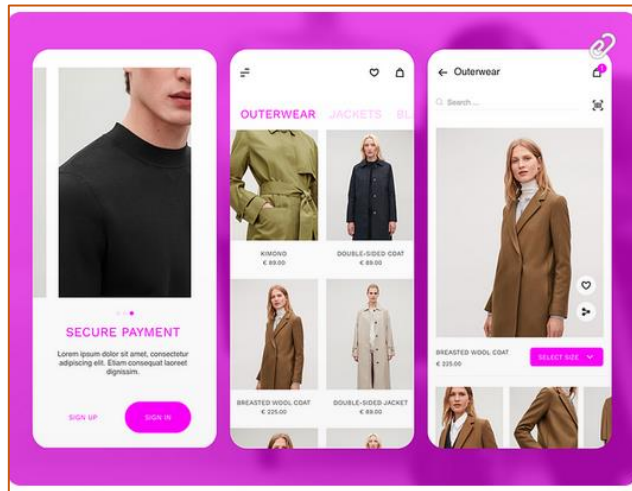 SECURE PAYMENT
Lorem ipsum dolor sit amet, consectetur
adipiscing elit. Etiam consequat laoreet
dignissim.
SIGN UP
SIGN IN
OUTERWEAR
JACKETS
BL
KIMONO
€ 89.00
DOUBLE-SIDED COAT
€ 89.00
BREASTED WOOL COAT
€ 225.00
DOUBLE-SIDED JACKET
€ 89.00
Outerwear
1
Search ...
BREASTED WOOL COAT
€ 225.00
SELECT SIZE